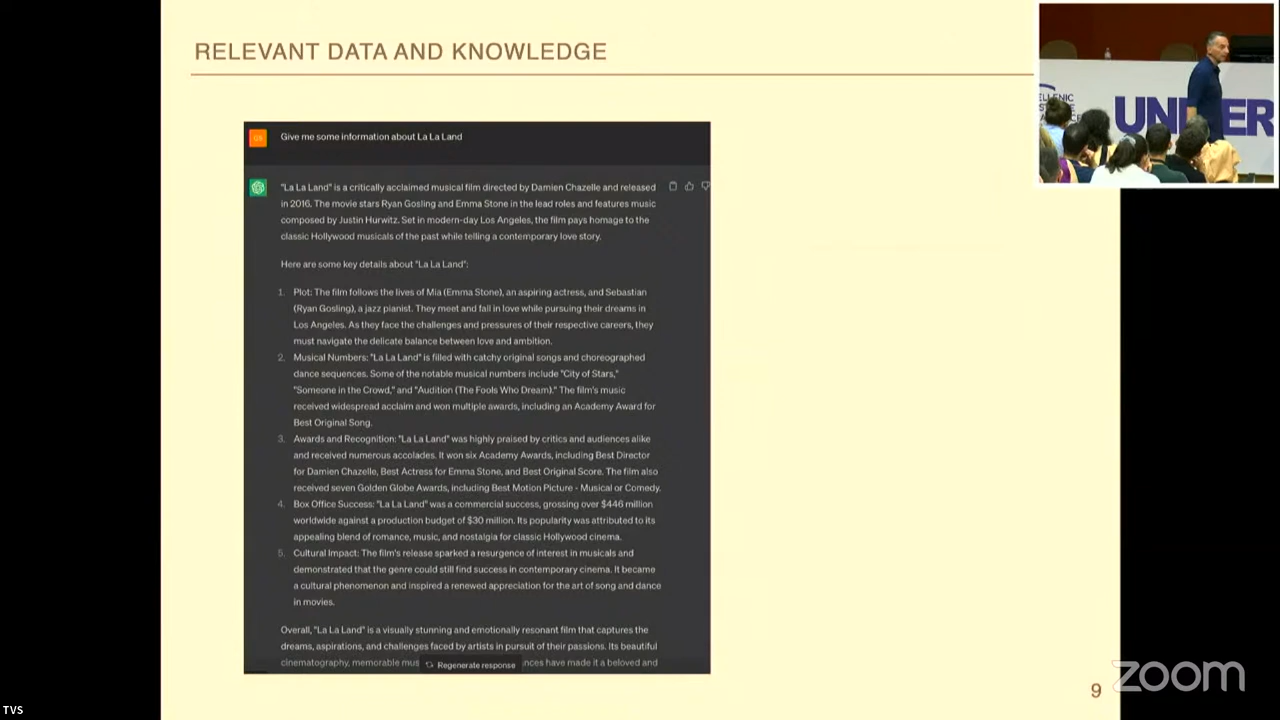 RELEVANT DATA AND KNOWLEDGE
Give me some information about La La Land
"La La Land" is a critically acclaimed musical film directed by Damien Chazelle and released
in 2016. The movie stars Ryan Gosling and Emma Stone in the lead roles and features music
composed by Justin Hurwitz. Set in modern-day Los Angeles, the film pays homage to the
classic Hollywood musicals of the past while telling a contemporary love story.
Here are some key details about "La La Land":
1. Plot: The film follows the lives of Mia (Emma Stone), an aspiring actress, and Sebastian
(Ryan Gosling), a jazz pianist. They meet and fall in love while pursuing their dreams in
Los Angeles. As they face the challenges and pressures of their respective careers, they
must navigate the delicate balance between love and ambition.
2. Musical Numbers: "La La Land" is filled with catchy original songs and choreographed
dance sequences. Some of the notable musical numbers include "City of Stars,"
"Someone in the Crowd," and "Audition (The Fools Who Dream)." The film's music
received widespread acclaim and won multiple awards, including an Academy Award for
Best Original Song.
3. Awards and Recognition: "La La Land" was highly praised by critics and audiences alike
and received numerous accolades. It won six Academy Awards, including Best Director
for Damien Chazelle, Best Actress for Emma Stone, and Best Original Score. The film also
received seven Golden Globe Awards, including Best Motion Picture - Musical or Comedy.
4. Box Office Success: "La La Land" was a commercial success, grossing over $446 million
worldwide against a production budget of $30 million. Its popularity was attributed to its
appealing blend of romance, music, and nostalgia for classic Hollywood cinema.
5. Cultural Impact: The film's release sparked a resurgence of interest in musicals and
demonstrated that the genre could still find success in contemporary cinema. It became
a cultural phenomenon and inspired a renewed appreciation for the art of song and dance
in movies.
Overall, "La La Land" is a visually stunning and emotionally resonant film that captures the
dreams, aspirations, and challenges faced by artists in pursuit of their passions. Its beautiful
cinematography, memorable mus Regenerate response nces have made it a beloved and
ELLENIC
UNI ER
9
zoom
TVS